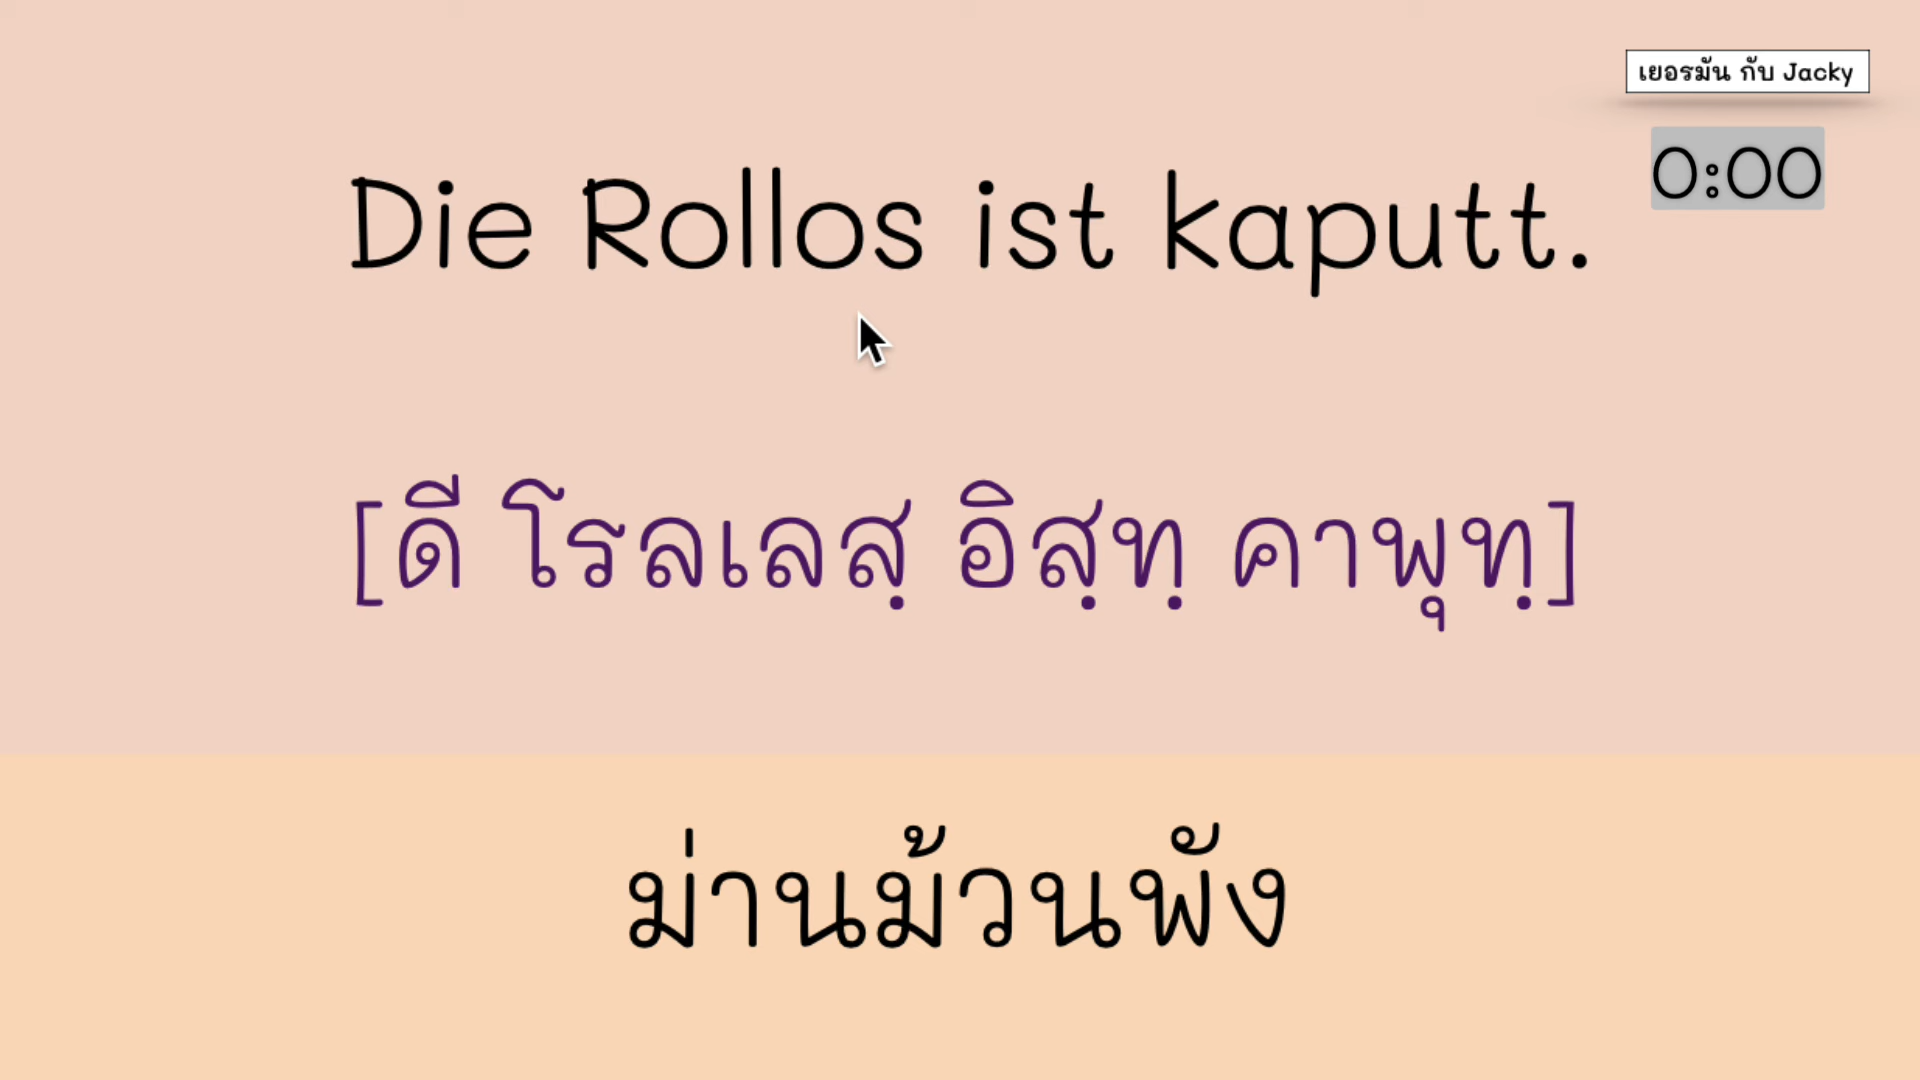 เยอรมัน กับ Jacky
0:00
Die Rollos ist kaputt.
[ดี โรลเลสฺ อิสฺทฺ คาพุทฺ]
ม่านม้วนพัง